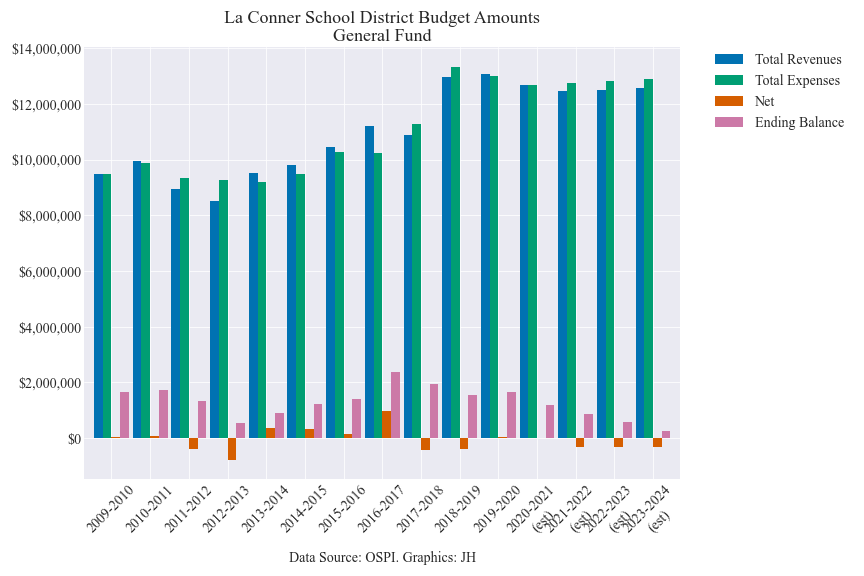 La Conner School District Budget Amounts
General Fund
$14,000,000
$12,000,000
$10,000,000
$8,000,000
$6,000,000
$4,000,000
$2,000,000
$0
Total Revenues
Total Expenses
Net
Ending Balance
2009-2010
2010-2011
2011-2012
2012-2013
2013-2014
2014-2015
2015-2016
2016-2017
2017-2018
2018-2019
2019-2020
2020-2021
(est)
2021-2022
(est)
2022-2023
(est)
2023-2024
(est)
Data Source: OSPI. Graphics: JH